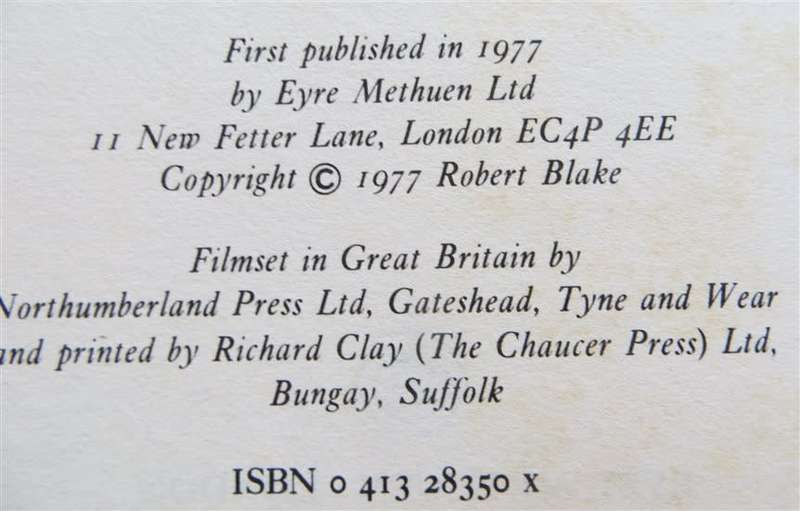 First published in 1977
by Eyre Methuen Ltd
11 New Fetter Lane, London EC4P 4EE
Copyright © 1977 Robert Blake
Filmset in Great Britain by
Northumberland Press Ltd, Gateshead, Tyne and Wear
and printed by Richard Clay (The Chaucer Press) Ltd,
Bungay, Suffolk
ISBN 0 413 28350 x